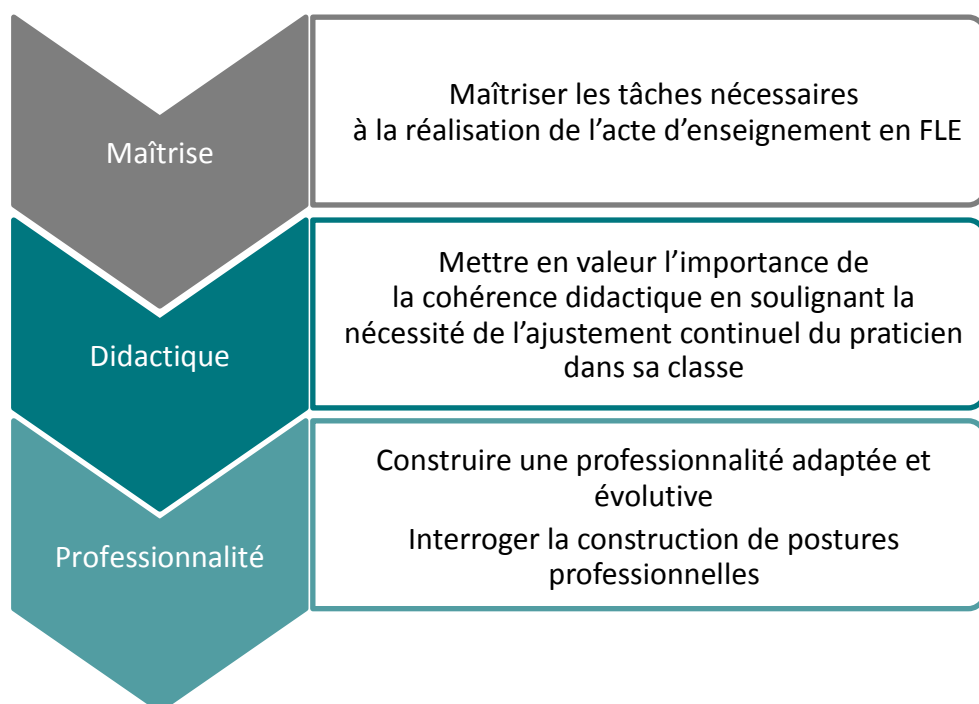 Maîtrise
Maîtriser les tâches nécessaires
à la réalisation de l’acte d’enseignement en FLE
Didactique
Mettre en valeur l’importance de
la cohérence didactique en soulignant la
nécessité de l’ajustement continuel du praticien
dans sa classe
Professionnalité
Construire une professionnalité adaptée et
évolutive
Interroger la construction de postures
professionnelles